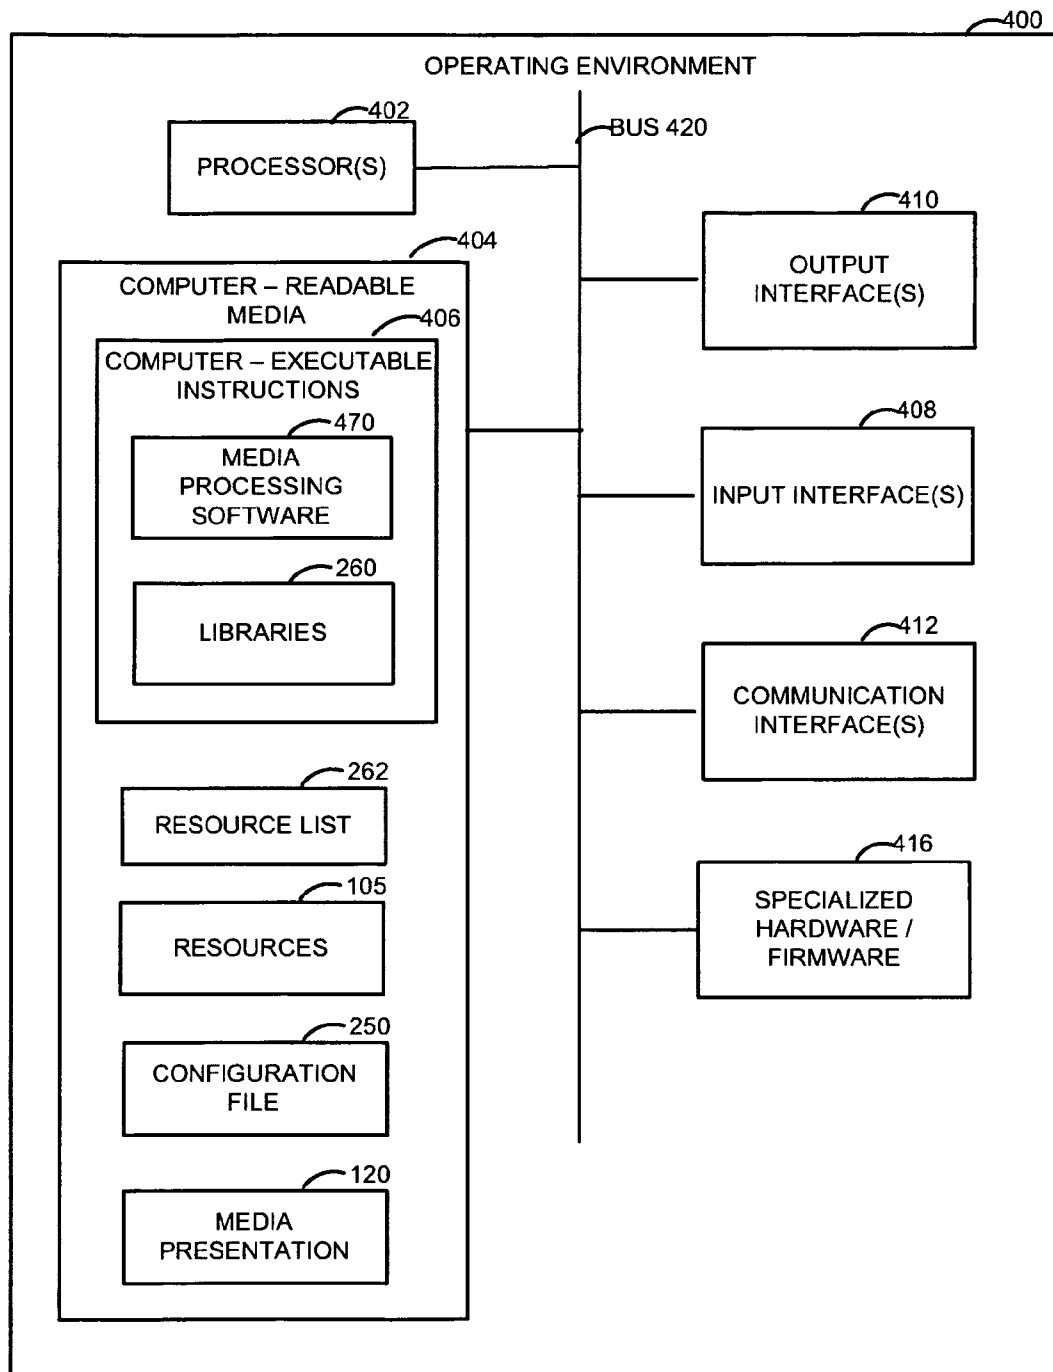 400
OPERATING ENVIRONMENT
402
PROCESSOR(S)
BUS 420
410
OUTPUT
INTERFACE(S)
404
COMPUTER – READABLE
MEDIA
406
COMPUTER – EXECUTABLE
INSTRUCTIONS
470
MEDIA
PROCESSING
SOFTWARE
408
INPUT INTERFACE(S)
260
LIBRARIES
412
COMMUNICATION
INTERFACE(S)
262
RESOURCE LIST
416
SPECIALIZED
HARDWARE /
FIRMWARE
105
RESOURCES
250
CONFIGURATION
FILE
120
MEDIA
PRESENTATION